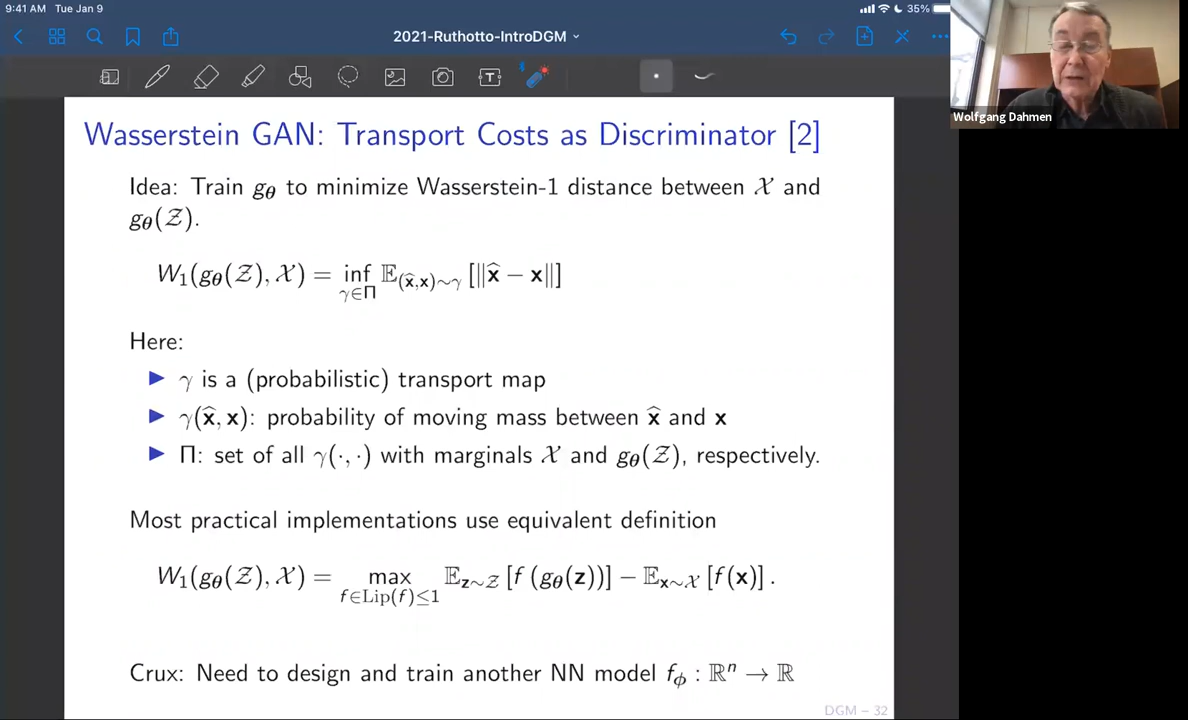 9:41 AM Tue Jan 9
35%
2021-Ruthotto-IntroDGM
T
Wolfgang Dahmen
Wasserstein GAN: Transport Costs as Discriminator [2]
Idea: Train g_θ to minimize Wasserstein-1 distance between 𝒳 and
g_θ(𝒵).
W₁(g_θ(𝒵), 𝒳) = inf_{γ∈Π} 𝔼_{(x̂,x)∼γ} [‖x̂ − x‖]
Here:
▶ γ is a (probabilistic) transport map
▶ γ(x̂, x): probability of moving mass between x̂ and x
▶ Π: set of all γ(·, ·) with marginals 𝒳 and g_θ(𝒵), respectively.
Most practical implementations use equivalent definition
W₁(g_θ(𝒵), 𝒳) = max_{f∈Lip(f)≤1} 𝔼_{z∼𝒵} [f (g_θ(z))] − 𝔼_{x∼𝒳} [f(x)] .
Crux: Need to design and train another NN model f_ϕ : ℝⁿ → ℝ
DGM – 32